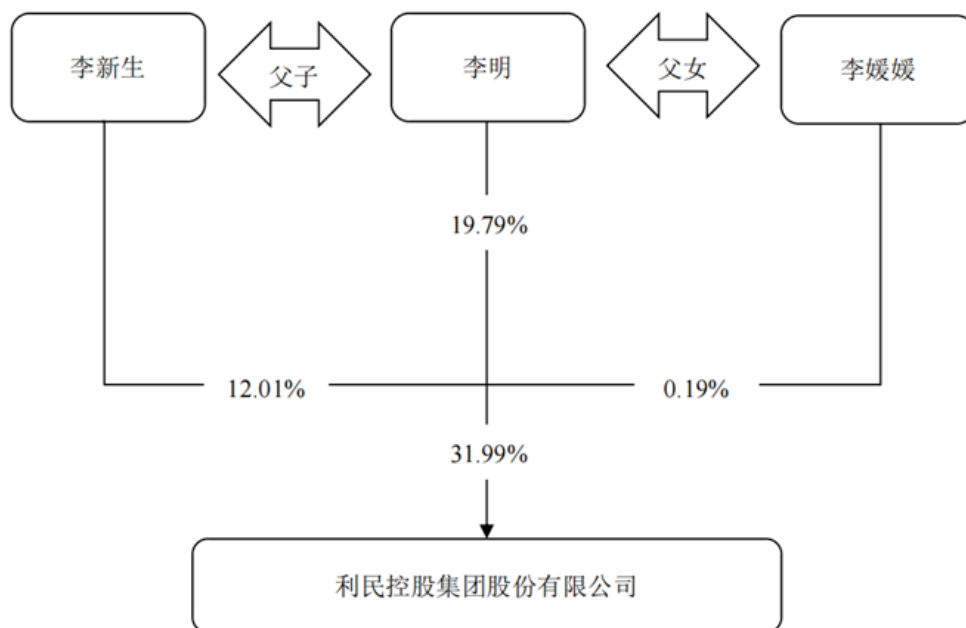 李新生
父子
李明
父女
李媛媛
19.79%
12.01%
0.19%
31.99%
利民控股集团股份有限公司